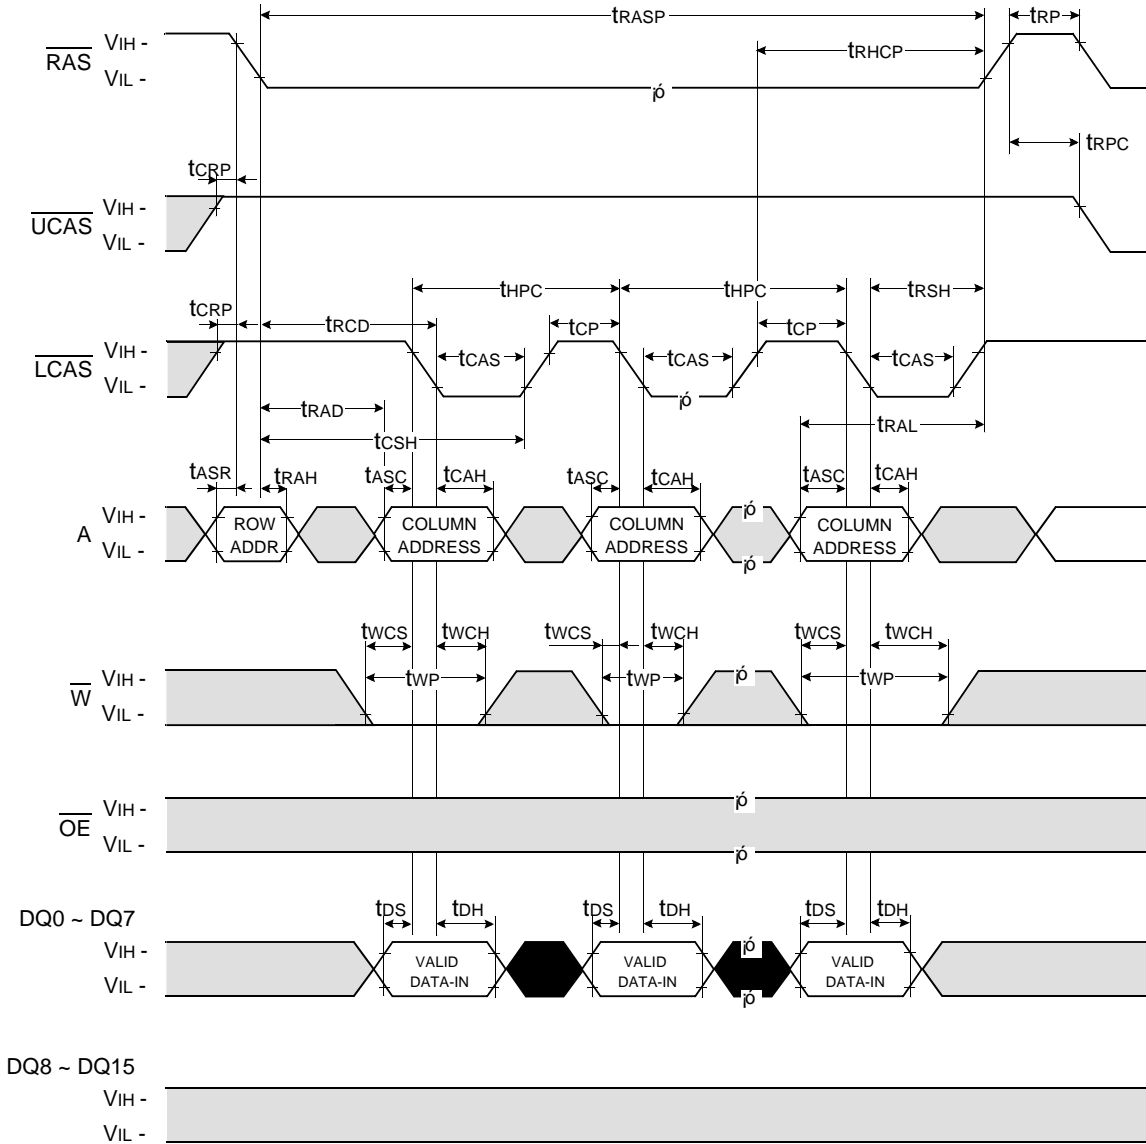 tRASP
tRP
VIH -
RAS
VIL -
tRHCP
¡ó
tRPC
tCRP
VIH -
UCAS
VIL -
tHPC
tHPC
tRSH
tCRP
tRCD
tCP
tCP
VIH -
LCAS
VIL -
tCAS
tCAS
tCAS
¡ó
tRAD
tCSH
tRAL
tASR
tRAH
tASC
tCAH
tASC
tCAH
tASC
tCAH
VIH -
A
VIL -
ROW
ADDR
COLUMN
ADDRESS
COLUMN
ADDRESS
¡ó
¡ó
COLUMN
ADDRESS
tWCS
tWCH
tWCS
tWCH
tWCS
tWCH
tWP
tWP
tWP
VIH -
W
VIL -
¡ó
VIH -
OE
VIL -
¡ó
¡ó
DQ0 ~ DQ7
tDS
tDH
tDS
tDH
tDS
tDH
VIH -
VIL -
VALID
DATA-IN
VALID
DATA-IN
¡ó
¡ó
VALID
DATA-IN
DQ8 ~ DQ15
VIH -
VIL -